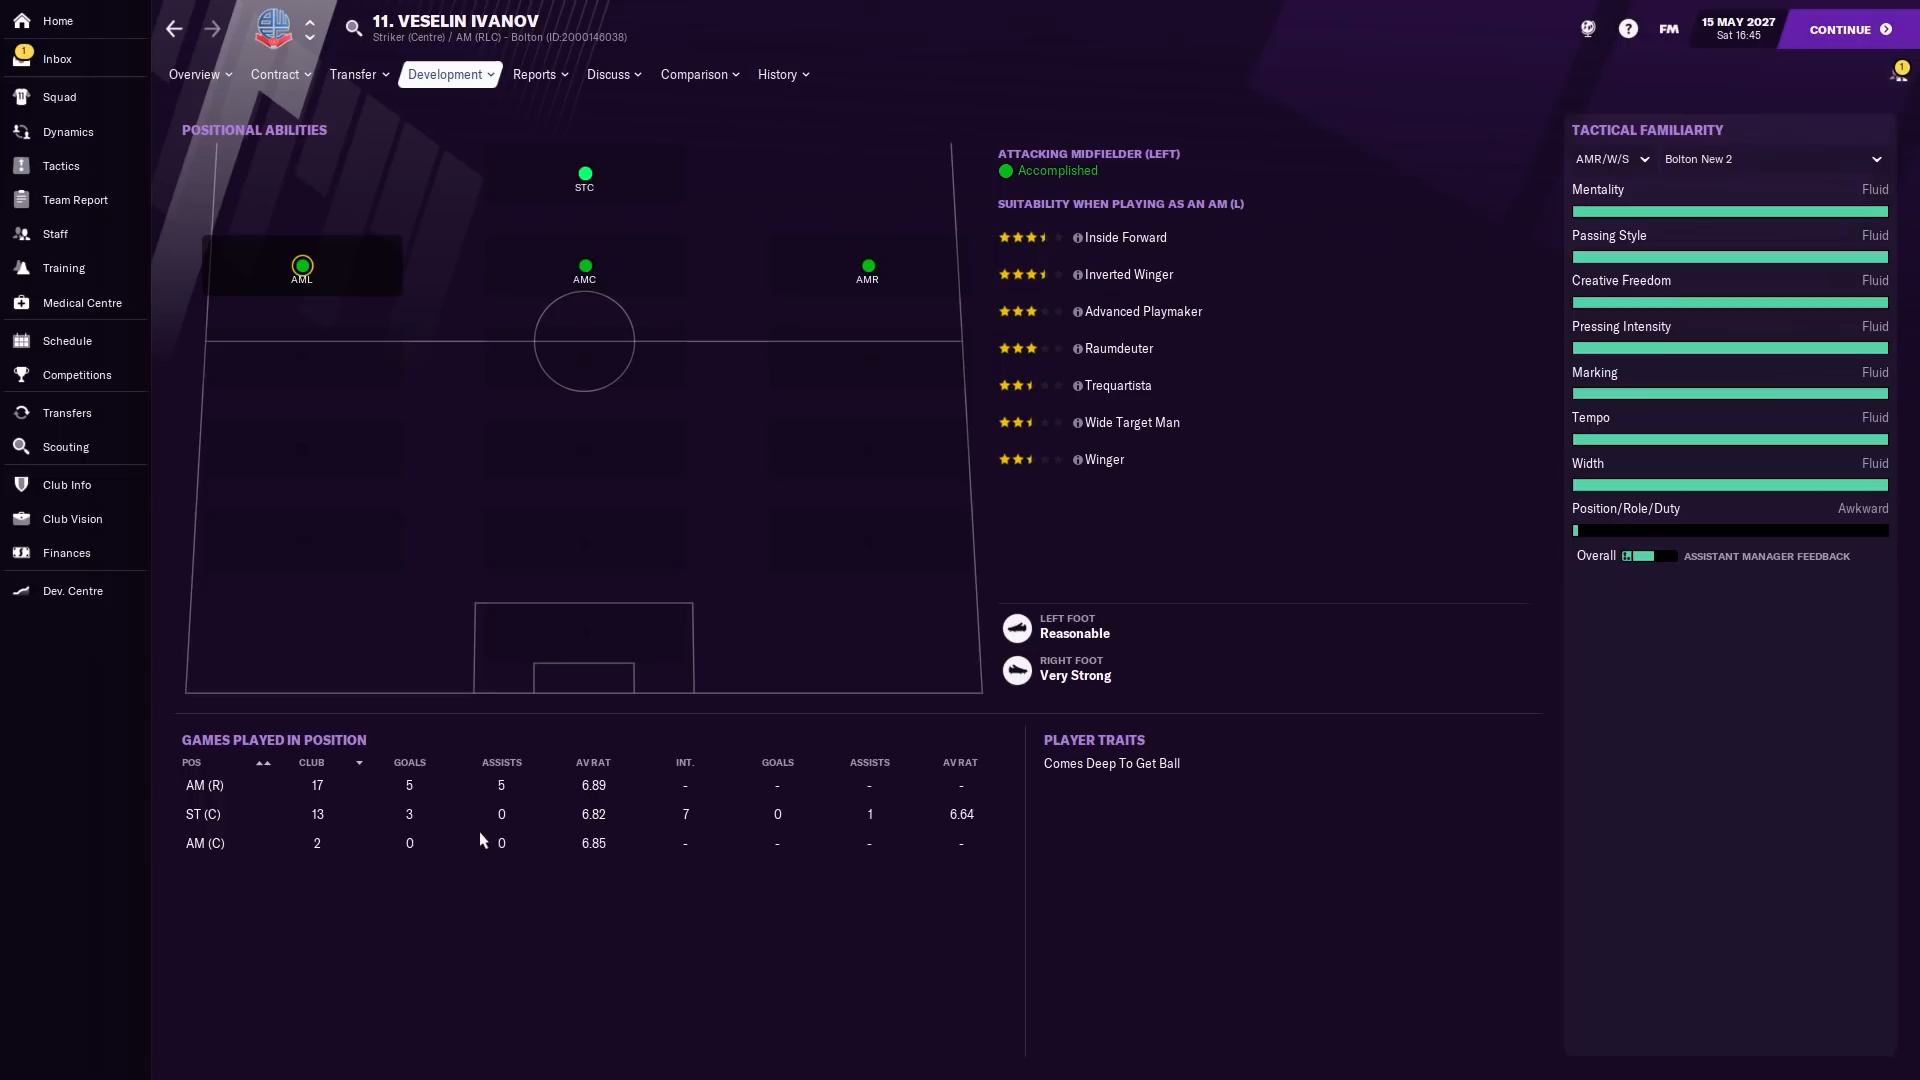 Home
1
Inbox
Squad
Dynamics
Tactics
Team Report
Staff
Training
Medical Centre
Schedule
Competitions
Transfers
Scouting
Club Info
Club Vision
Finances
Dev. Centre
11. VESELIN IVANOV
Striker (Centre) / AM (RLC) - Bolton (ID:2000146038)
FM
15 MAY 2027
Sat 16:45
CONTINUE
Overview
Contract
Transfer
Development
Reports
Discuss
Comparison
History
1
POSITIONAL ABILITIES
STC
AML
AMC
AMR
ATTACKING MIDFIELDER (LEFT)
Accomplished
SUITABILITY WHEN PLAYING AS AN AM (L)
Inside Forward
Inverted Winger
Advanced Playmaker
Raumdeuter
Trequartista
Wide Target Man
Winger
LEFT FOOT
Reasonable
RIGHT FOOT
Very Strong
TACTICAL FAMILIARITY
AMR/W/S Bolton New 2
Mentality Fluid
Passing Style Fluid
Creative Freedom Fluid
Pressing Intensity Fluid
Marking Fluid
Tempo Fluid
Width Fluid
Position/Role/Duty Awkward
Overall ASSISTANT MANAGER FEEDBACK
GAMES PLAYED IN POSITION
POS CLUB GOALS ASSISTS AV RAT INT. GOALS ASSISTS AV RAT
AM (R) 17 5 5 6.89 - - - -
ST (C) 13 3 0 6.82 7 0 1 6.64
AM (C) 2 0 0 6.85 - - - -
PLAYER TRAITS
Comes Deep To Get Ball